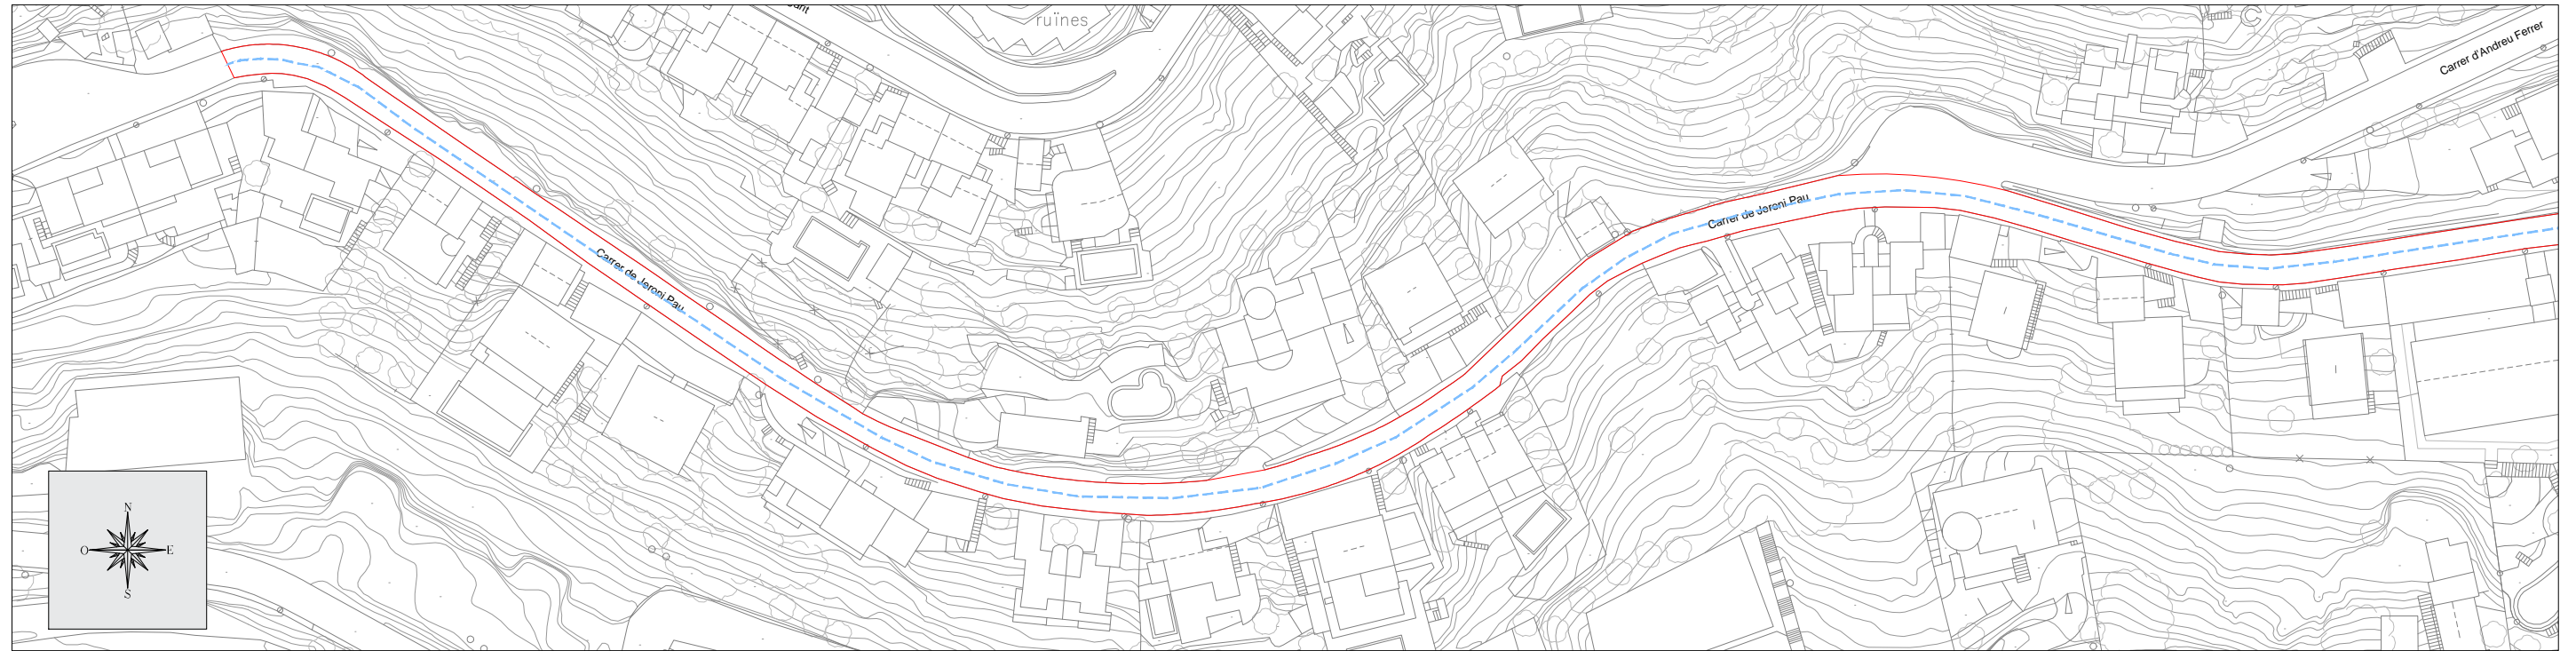 ruïnes
Carrer d'Andreu Ferrer
Carrer de Jeroni Pau
Carrer de Jeroni Pau
N
O E
S